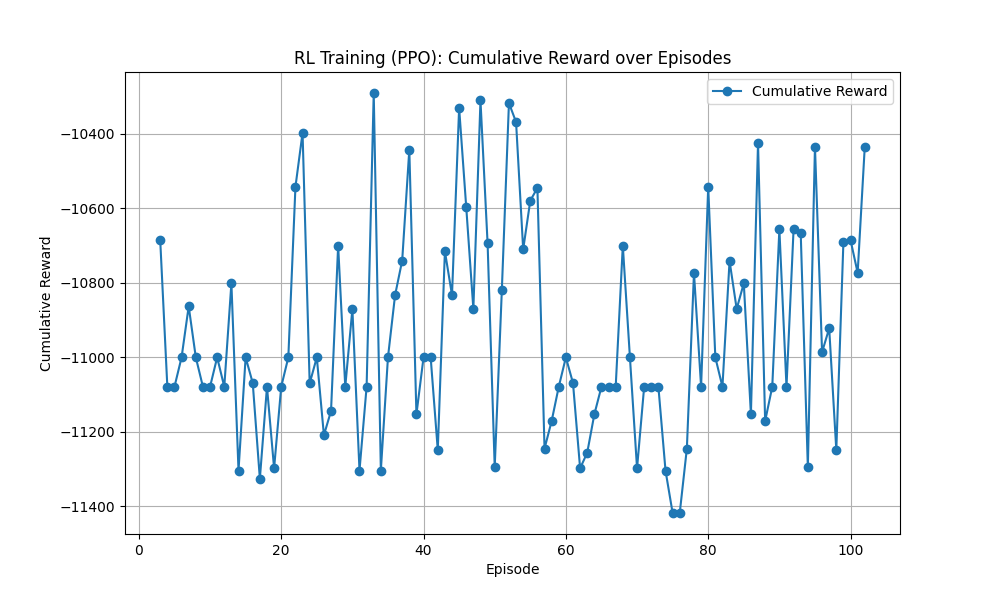 RL Training (PPO): Cumulative Reward over Episodes
Cumulative Reward
−10400
−10600
−10800
−11000
−11200
−11400
Cumulative Reward
0 20 40 60 80 100
Episode